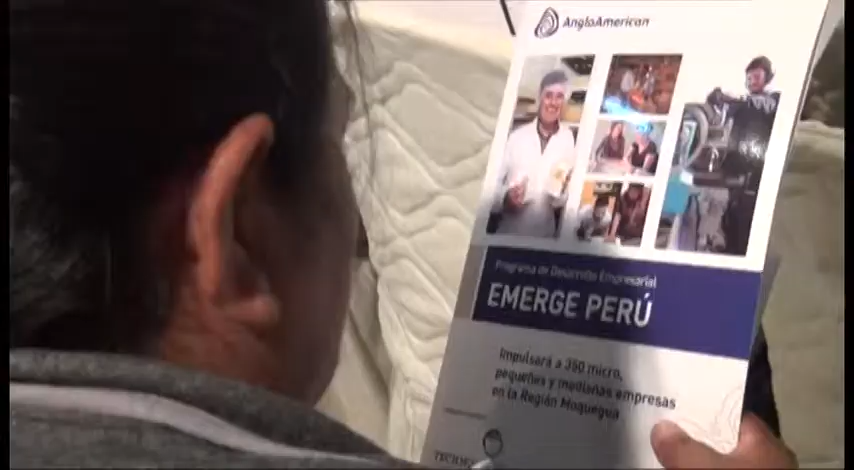 AngloAmerican
Programa de Desarrollo Empresarial
EMERGE PERÚ
Impulsará a 350 micro,
pequeñas y medianas empresas
en la Región Moquegua